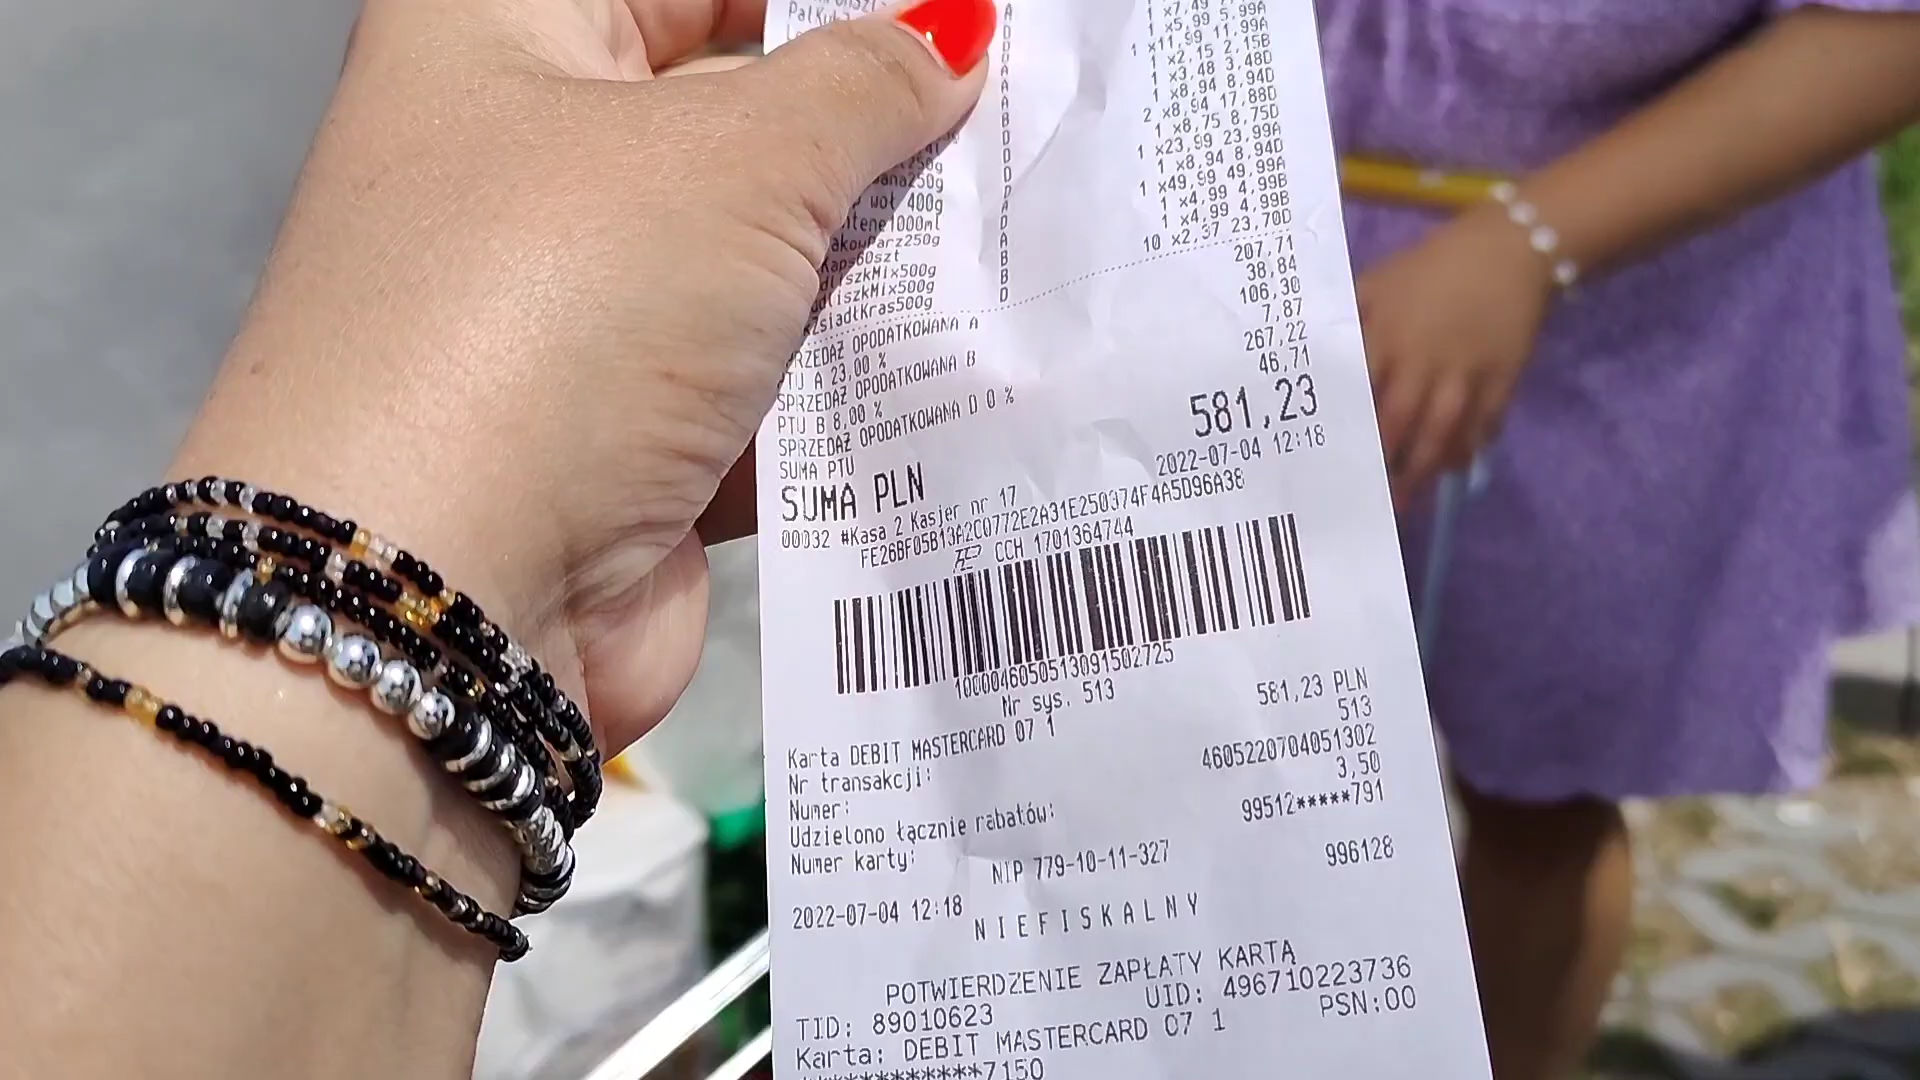 1 x7,49
1 x5,99 5,99A
1 x11,99 11,99A
1 x2,15 2,15B
1 x3,48 3,48D
1 x8,94 8,94D
2 x8,94 17,88D
1 x8,75 8,75D
1 x23,99 23,99A
250g 1 x8,94 8,94D
ana250g 1 x49,99 49,99A
wot 400g 1 x4,99 4,99B
tene1000ml 1 x4,99 4,99B
akowParz250g 10 x2,37 23,70D
Kaps60szt
dliszkMix500g
adliszkMix500g
ZsiadłKras500g
SPRZEDAŻ OPODATKOWANA A 207,71
PTU A 23,00 % 38,84
SPRZEDAŻ OPODATKOWANA B 106,30
PTU B 8,00 % 7,87
SPRZEDAŻ OPODATKOWANA D 0 % 267,22
SUMA PTU 46,71
SUMA PLN 581,23
00032 #Kasa 2 Kasjer nr 17 2022-07-04 12:18
FE26BF05B13A2C0772E2A31E250374F4A5D96A38
CCH 1701364744
1000046050513091502725
Nr sys. 513
Karta DEBIT MASTERCARD 07 1 581,23 PLN
Nr transakcji: 513
Numer: 4605220704051302
Udzielono łącznie rabatów: 3,50
Numer karty: 99512*****791
NIP 779-10-11-327
2022-07-04 12:18 996128
NIEFISKALNY
POTWIERDZENIE ZAPŁATY KARTĄ
TID: 89010623 UID: 496710223736
Karta: DEBIT MASTERCARD 07 1 PSN:00
************7150